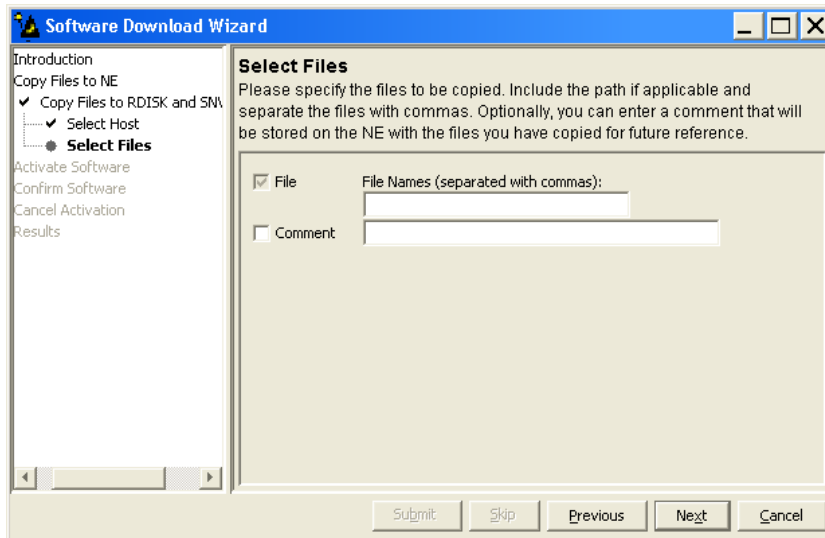 Software Download Wizard
Introduction
Copy Files to NE
Copy Files to RDISK and SNV
Select Host
Select Files
Activate Software
Confirm Software
Cancel Activation
Results
Select Files
Please specify the files to be copied. Include the path if applicable and
separate the files with commas. Optionally, you can enter a comment that will
be stored on the NE with the files you have copied for future reference.
File
File Names (separated with commas):
Comment
Submit
Skip
Previous
Next
Cancel